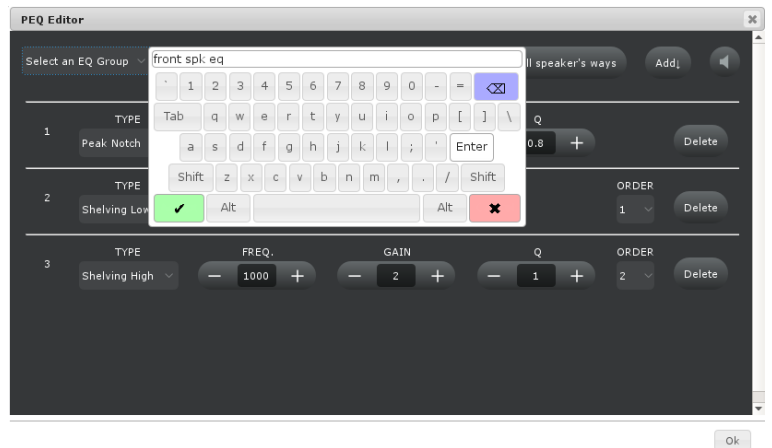 PEQ Editor
Select an EQ Group
front spk eq
ll speaker's ways
Add↓
` 1 2 3 4 5 6 7 8 9 0 - =
Tab q w e r t y u i o p [ ] \
a s d f g h j k l ; ' Enter
Shift z x c v b n m , . / Shift
Alt Alt
TYPE Q
1 Peak Notch 0.8 + Delete
TYPE ORDER
2 Shelving Low 1 Delete
TYPE FREQ. GAIN Q ORDER
3 Shelving High − 1000 + − 2 + − 1 + 2 Delete
Ok